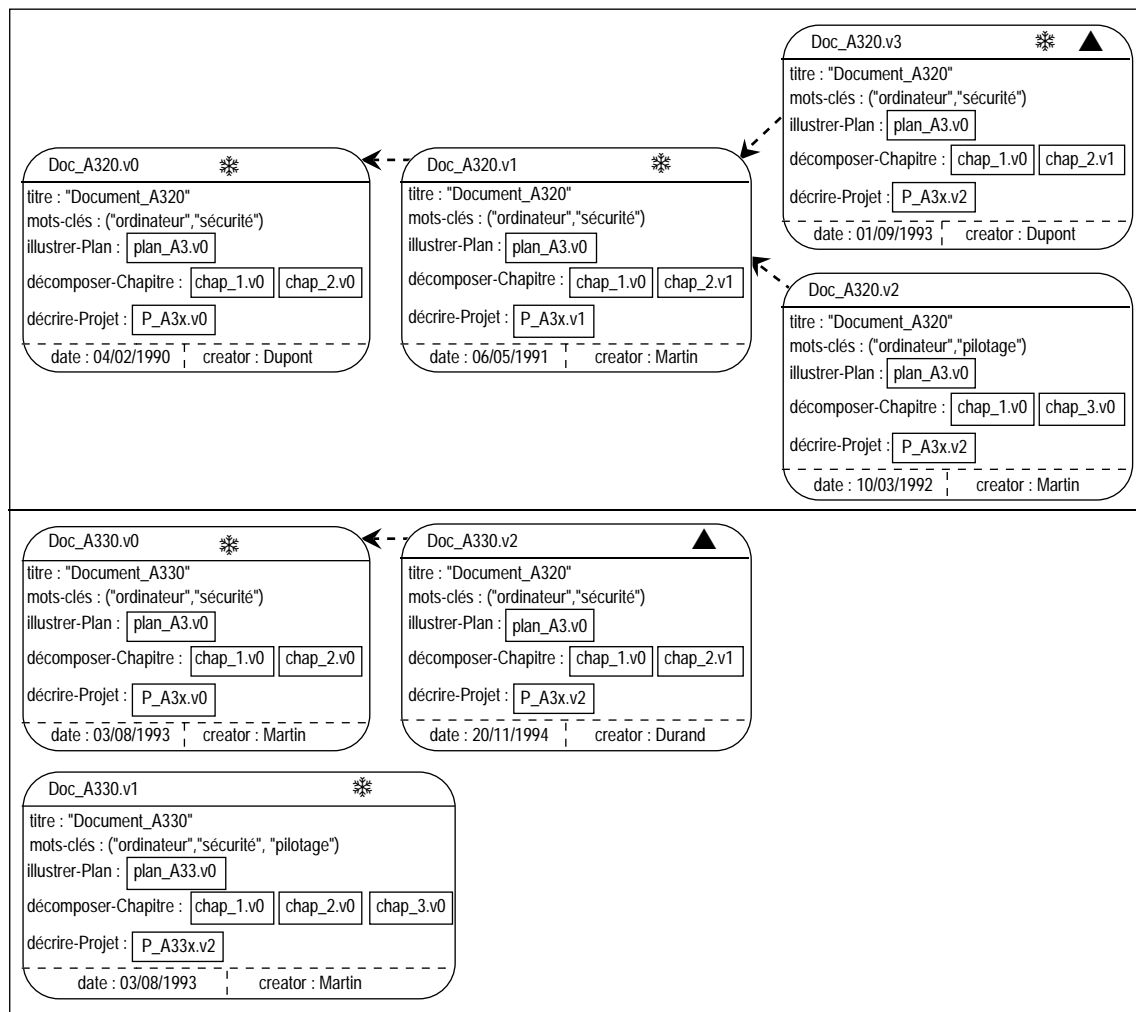 Doc_A320.v3
titre : "Document_A320"
mots-clés : ("ordinateur","sécurité")
illustrer-Plan : plan_A3.v0
décomposer-Chapitre : chap_1.v0 chap_2.v1
décrire-Projet : P_A3x.v2
date : 01/09/1993 creator : Dupont
Doc_A320.v0
titre : "Document_A320"
mots-clés : ("ordinateur","sécurité")
illustrer-Plan : plan_A3.v0
décomposer-Chapitre : chap_1.v0 chap_2.v0
décrire-Projet : P_A3x.v0
date : 04/02/1990 creator : Dupont
Doc_A320.v1
titre : "Document_A320"
mots-clés : ("ordinateur","sécurité")
illustrer-Plan : plan_A3.v0
décomposer-Chapitre : chap_1.v0 chap_2.v1
décrire-Projet : P_A3x.v1
date : 06/05/1991 creator : Martin
Doc_A320.v2
titre : "Document_A320"
mots-clés : ("ordinateur","pilotage")
illustrer-Plan : plan_A3.v0
décomposer-Chapitre : chap_1.v0 chap_3.v0
décrire-Projet : P_A3x.v2
date : 10/03/1992 creator : Martin
Doc_A330.v0
titre : "Document_A330"
mots-clés : ("ordinateur","sécurité")
illustrer-Plan : plan_A3.v0
décomposer-Chapitre : chap_1.v0 chap_2.v0
décrire-Projet : P_A3x.v0
date : 03/08/1993 creator : Martin
Doc_A330.v2
titre : "Document_A320"
mots-clés : ("ordinateur","sécurité")
illustrer-Plan : plan_A3.v0
décomposer-Chapitre : chap_1.v0 chap_2.v1
décrire-Projet : P_A3x.v2
date : 20/11/1994 creator : Durand
Doc_A330.v1
titre : "Document_A330"
mots-clés : ("ordinateur","sécurité", "pilotage")
illustrer-Plan : plan_A33.v0
décomposer-Chapitre : chap_1.v0 chap_2.v0 chap_3.v0
décrire-Projet : P_A33x.v2
date : 03/08/1993 creator : Martin